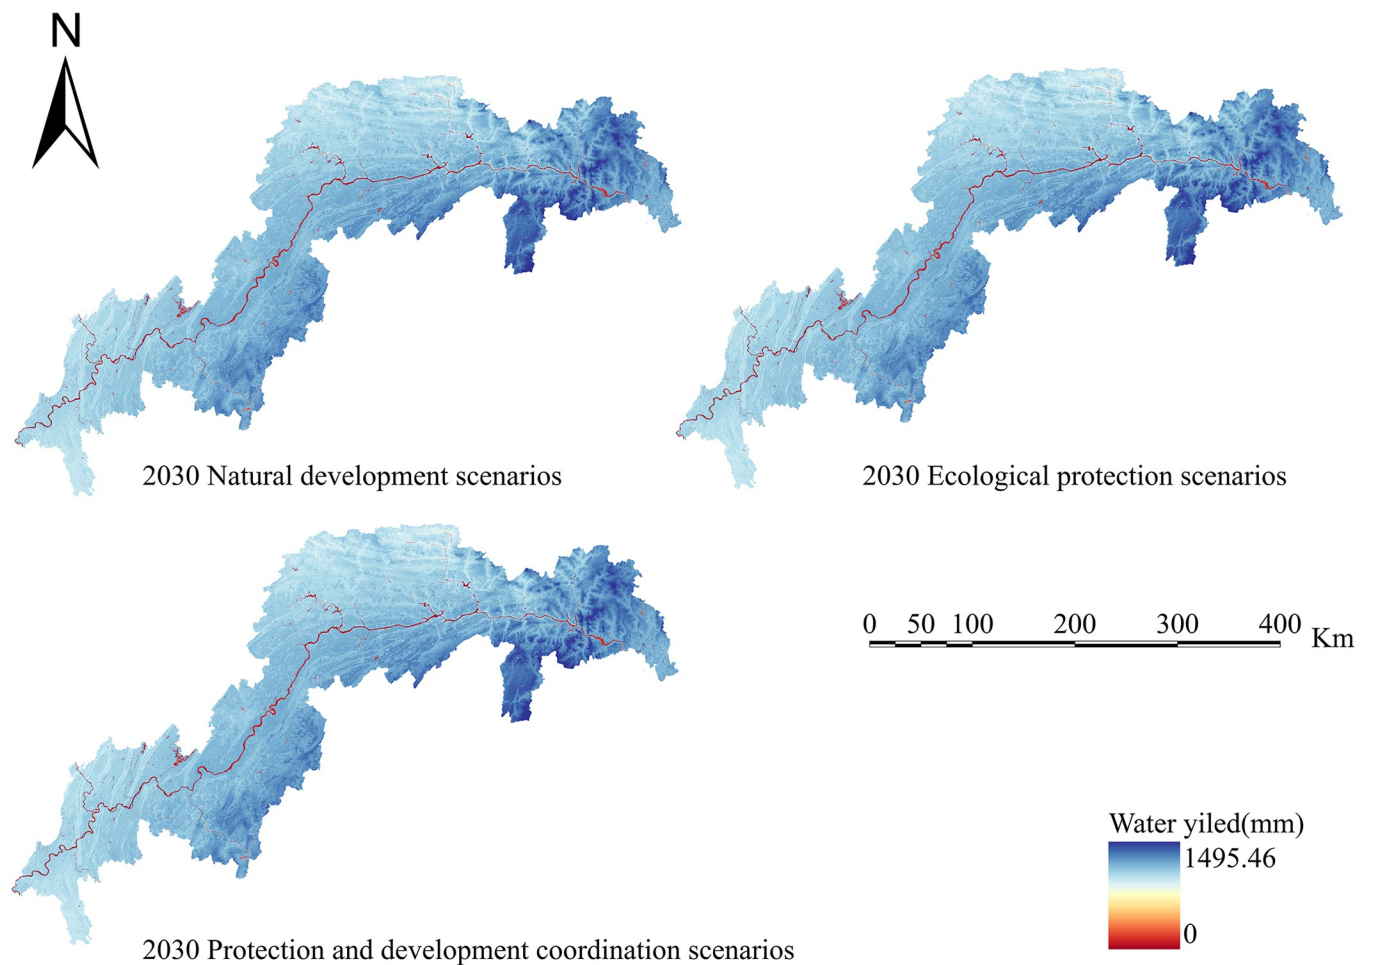 N
2030 Natural development scenarios
2030 Ecological protection scenarios
0 50 100 200 300 400 Km
Water yiled(mm)
1495.46
0
2030 Protection and development coordination scenarios